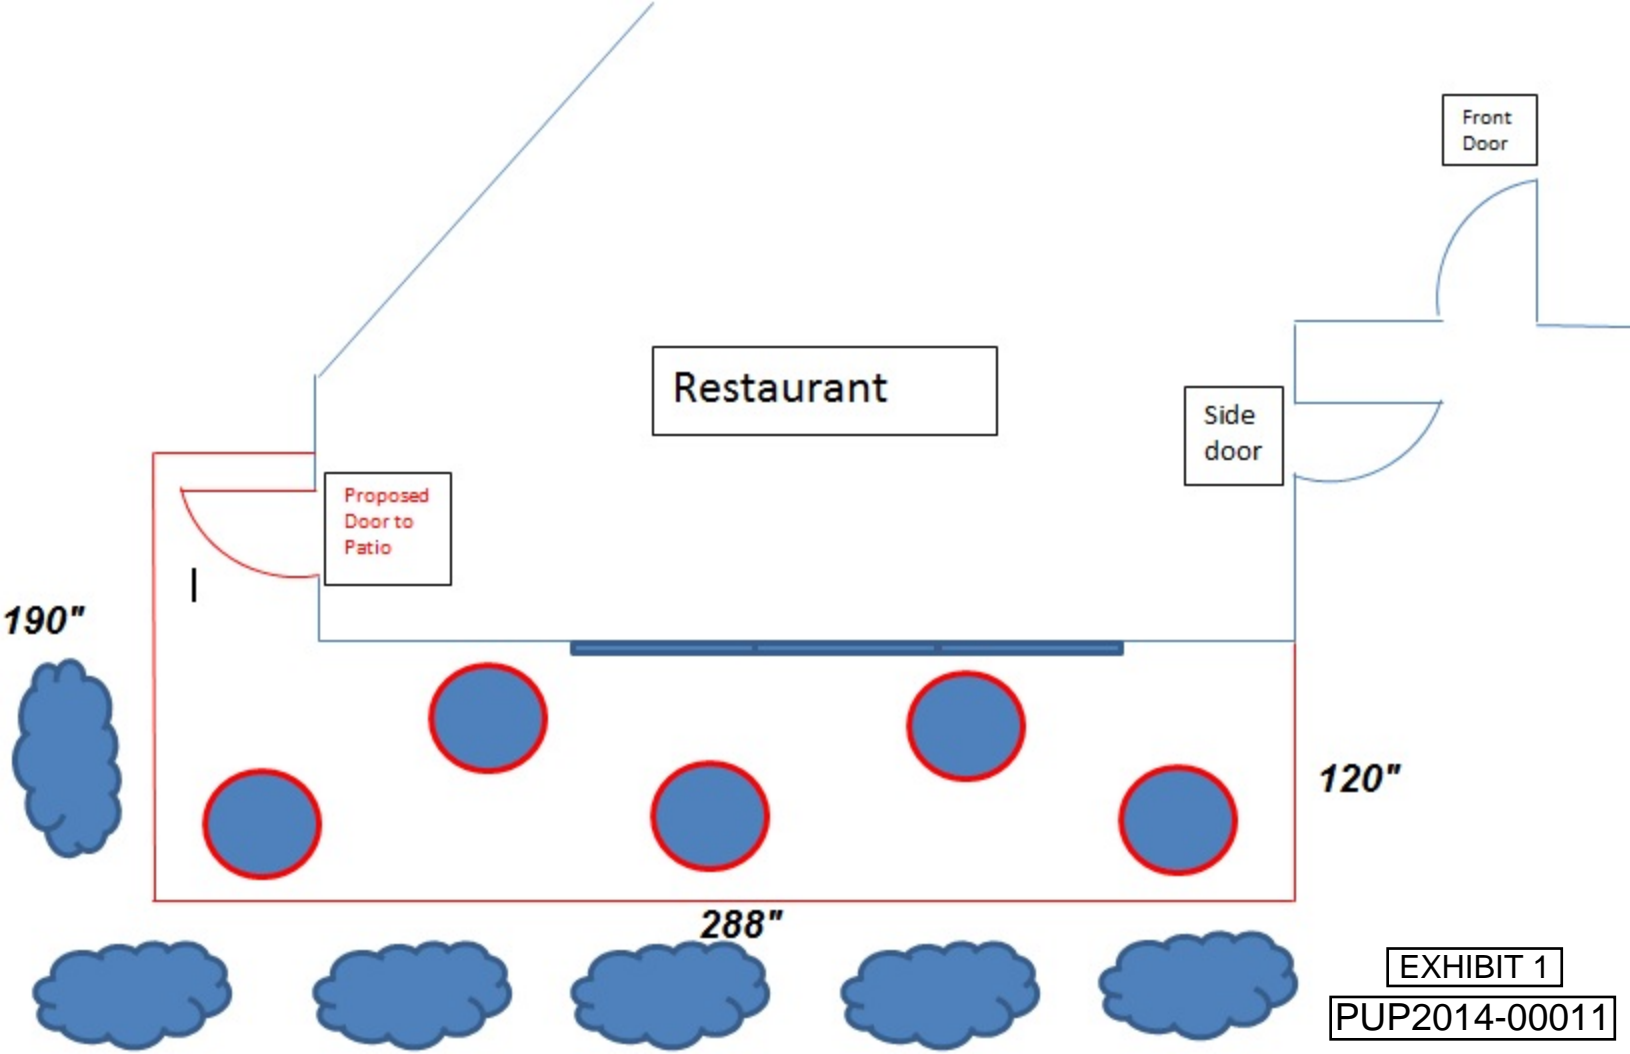 Front
Door
Restaurant
Side
door
Proposed
Door to
Patio
190"
120"
288"
EXHIBIT 1
PUP2014-00011